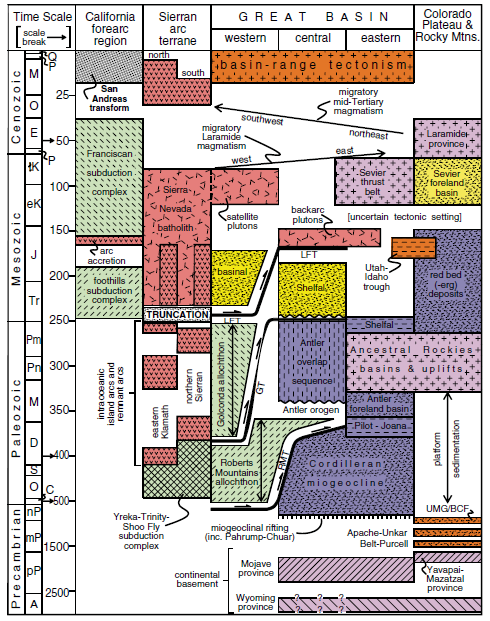 Time Scale
scale
break
California
forearc
region
Sierran
arc
terrane
GREAT BASIN
western
central
eastern
Colorado
Plateau &
Rocky Mtns.
Cenozoic
Mesozoic
Paleozoic
Precambrian
Q
P
M
O
E
P
lK
eK
J
Tr
Pm
Pn
M
D
S
O
C
nP
mP
pP
A
25
50
100
150
200
250
300
350
400
500
1500
2500
north
south
basin-range tectonism
San
Andreas
transform
migratory
mid-Tertiary
magmatism
southwest
northeast
migratory
Laramide
magmatism
west
east
Laramide
province
Franciscan
subduction
complex
Sierra
Nevada
batholith
satellite
plutons
Sevier
thrust
belt
Sevier
foreland
basin
backarc
plutons
[uncertain tectonic setting]
arc
accretion
foothills
subduction
complex
basinal
LFT
Shelfal
Utah-
Idaho
trough
red bed
(-erg)
deposits
TRUNCATION
LFT
Shelfal
intraoceanic
island arcs and
remnant arcs
eastern
Klamath
northern
Sierran
Golconda allochthon
GT
Antler
overlap
sequence
Ancestral Rockies
basins & uplifts
Antler orogen
Antler
foreland basin
Pilot - Joana
Roberts
Mountains
allochthon
RMT
Cordilleran
miogeocline
platform
sedimentation
UMG/BCF
Yreka-Trinity-
Shoo Fly
subduction
complex
miogeoclinal rifting
(inc. Pahrump-Chuar)
Apache-Unkar
Belt-Purcell
continental
basement
Mojave
province
Yavapai-
Mazatzal
province
Wyoming
province
? ? ?
? ? ?